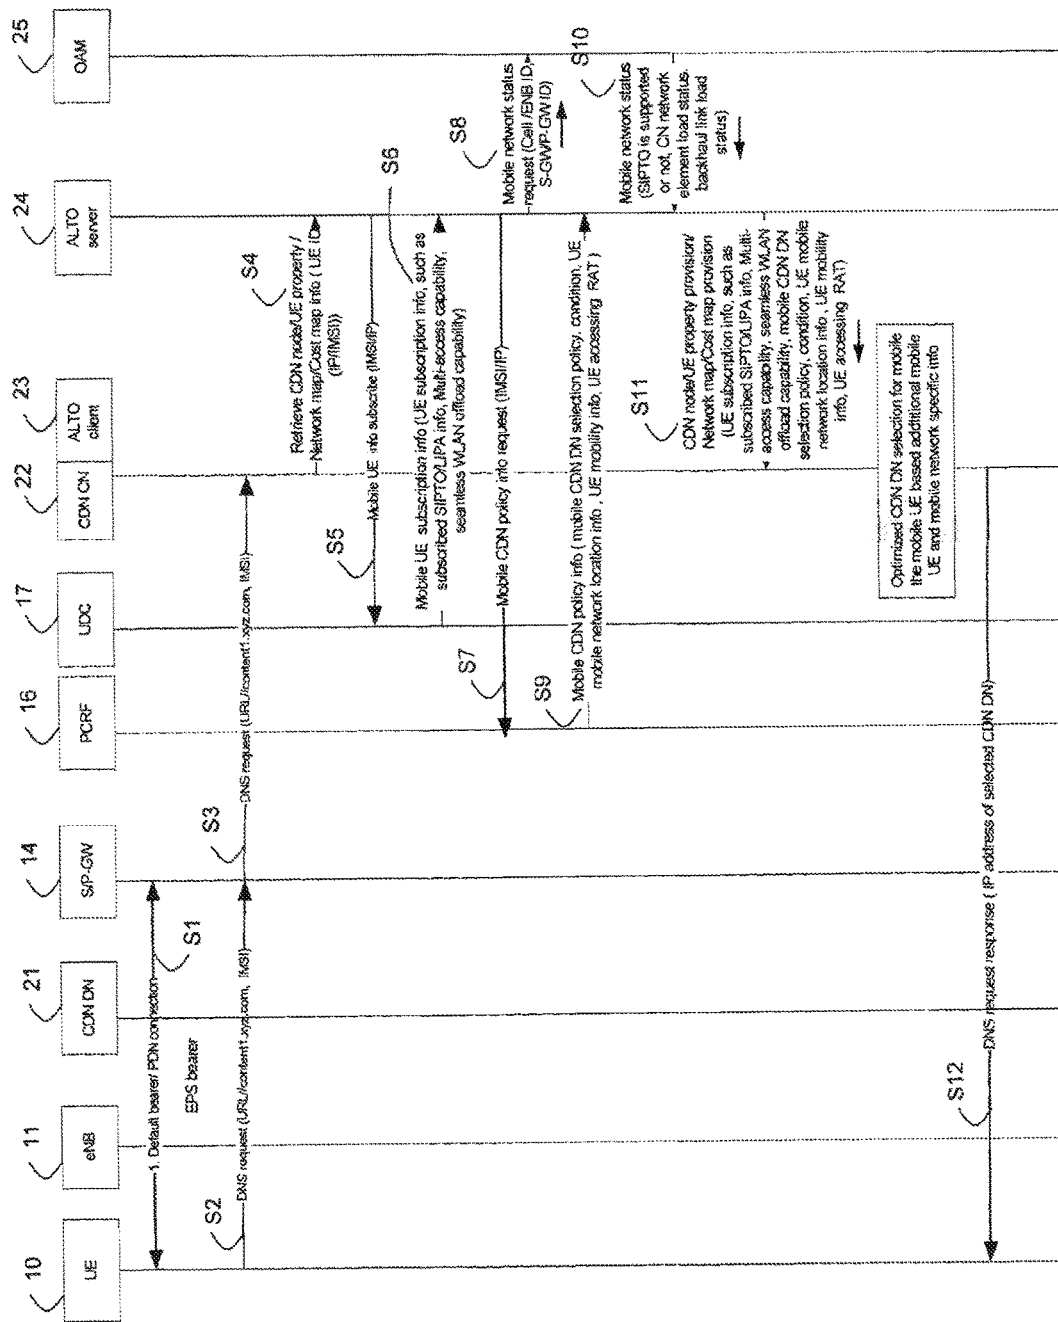 10
UE
11
eNB
21
CDN DN
14
S/P-GW
16
PCRF
17
UDC
22
CDN CN
23
ALTO
client
24
ALTO
server
25
OAM
1. Default bearer/ PDN connection
S1
EPS bearer
S2
DNS request (URL//content1.xyz.com, IMSI)
S3
DNS request (URL//content1.xyz.com, IMSI)
S4
Retrieve CDN node/UE property /
Network map/Cost map info ( UE ID
(IP/IMSI))
S5
Mobile UE info subscribe (IMSI/IP)
S6
Mobile UE subscription info (UE subscription info, such as
subscribed SIPTO/LIPA info, Multi-access capability,
seamless WLAN offload capability)
S7
Mobile CDN policy info request (IMSI/IP)
S8
Mobile network status
request (Cell /ENB ID,
S-GW/P-GW ID)
S9
Mobile CDN policy info ( mobile CDN DN selection policy, condition, UE
mobile network location info , UE mobility info, UE accessing RAT )
S10
Mobile network status
(SIPTO is supported
or not, CN network
element load status,
backhaul link load
status)
S11
CDN node/UE property provision/
Network map/Cost map provision
(UE subscription info, such as
subscribed SIPTO/LIPA info, Multi-
access capability, seamless WLAN
offload capability, mobile CDN DN
selection policy, condition, UE mobile
network location info , UE mobility
info, UE accessing RAT)
Optimized CDN DN selection for mobile
the mobile UE based additional mobile
UE and mobile network specific info
S12
DNS request response ( IP address of selected CDN DN)